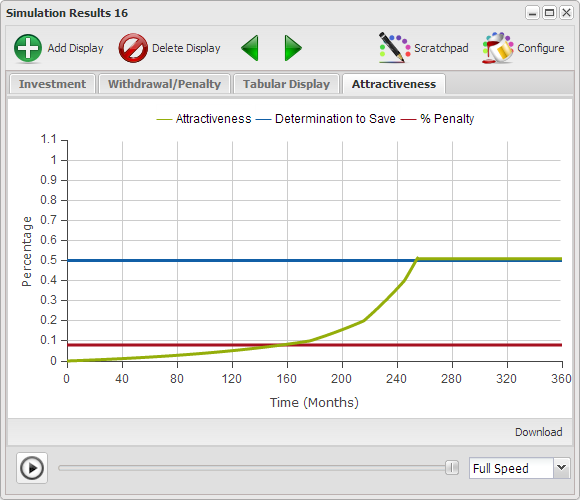 Simulation Results 16
Add Display Delete Display Scratchpad Configure
Investment Withdrawal/Penalty Tabular Display Attractiveness
Attractiveness Determination to Save % Penalty
1.1
1
0.9
0.8
0.7
0.6
0.5
0.4
0.3
0.2
0.1
0
Percentage
0 40 80 120 160 200 240 280 320 360
Time (Months)
Download
Full Speed